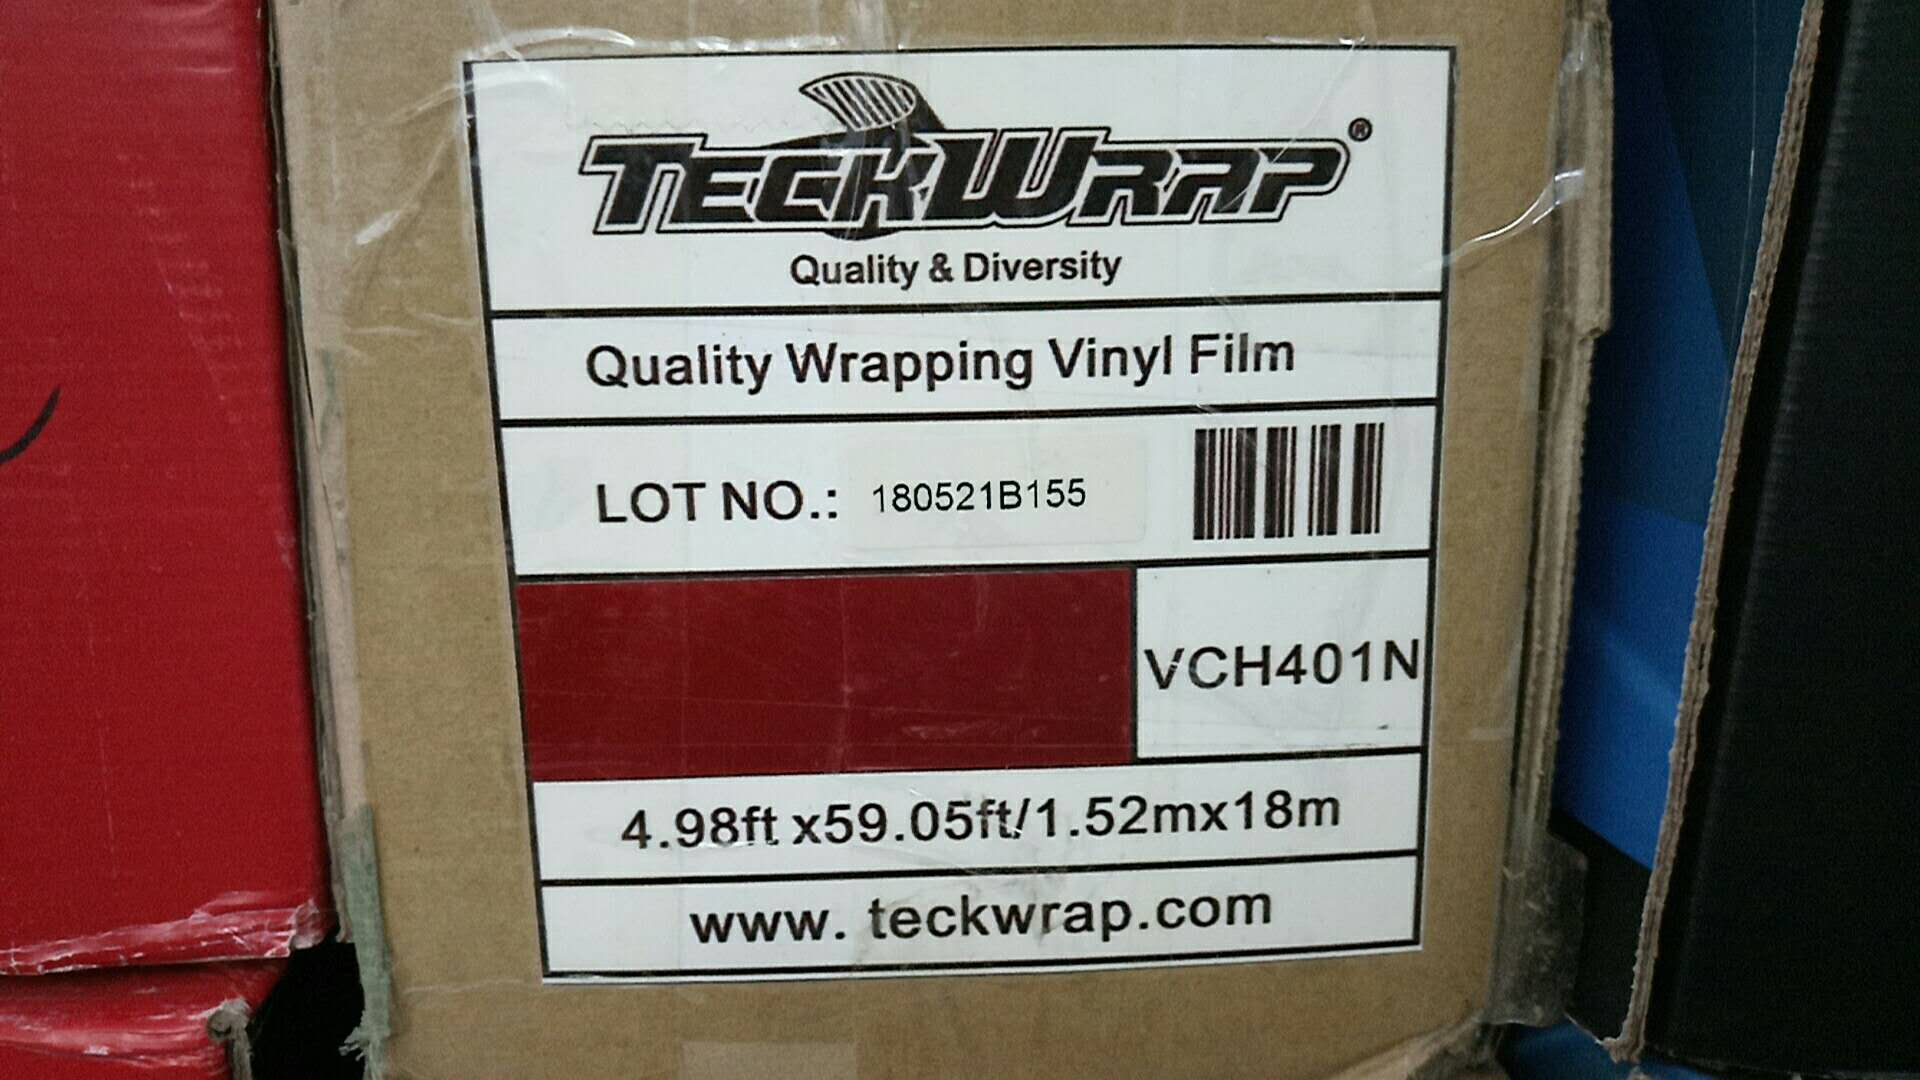 TECKWRAP®
Quality & Diversity
Quality Wrapping Vinyl Film
LOT NO.: 180521B155
VCH401N
4.98ft x59.05ft/1.52mx18m
www. teckwrap.com